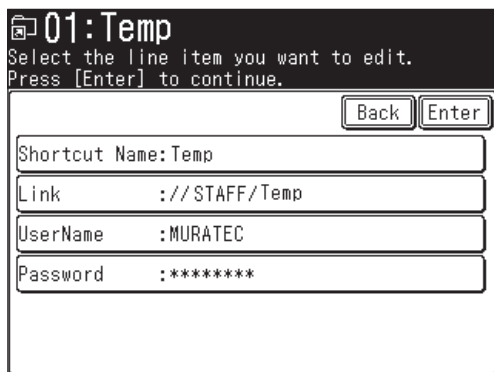 01:Temp
Select the line item you want to edit.
Press [Enter] to continue.
Back Enter
Shortcut Name:Temp
Link ://STAFF/Temp
UserName :MURATEC
Password :********